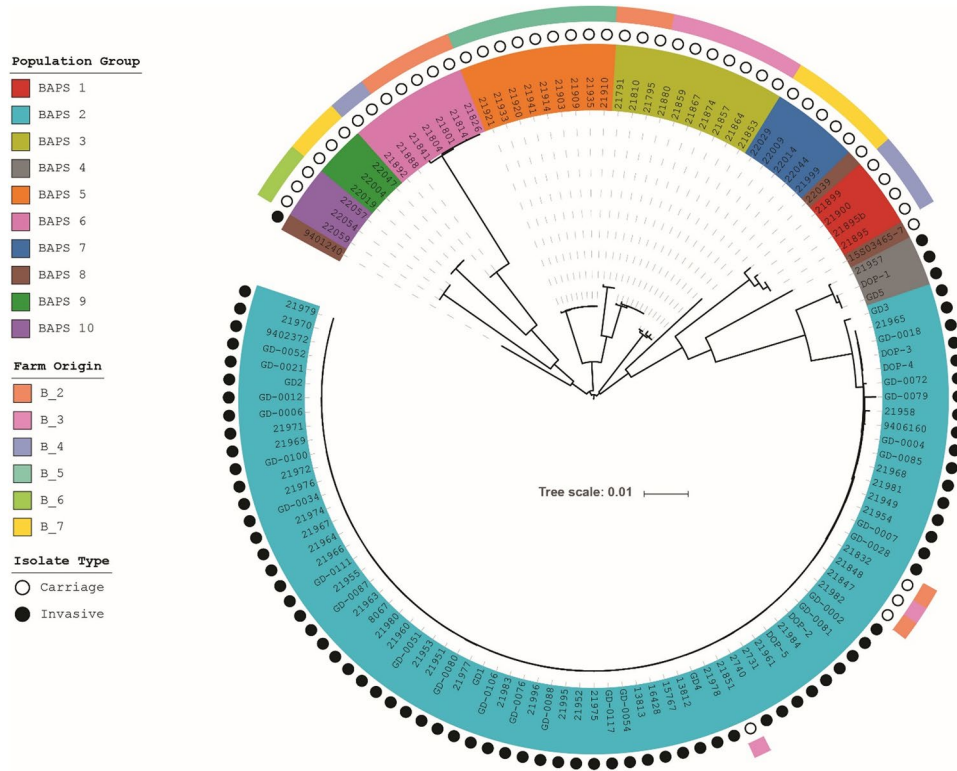 Population Group
BAPS 1
BAPS 2
BAPS 3
BAPS 4
BAPS 5
BAPS 6
BAPS 7
BAPS 8
BAPS 9
BAPS 10
Farm Origin
B_2
B_3
B_4
B_5
B_6
B_7
Isolate Type
Carriage
Invasive
9401240
22059
22054
22057
22019
22004
22047
21892
21888
21841
21804
21801
21814
21826
21921
21933
21920
21941
21914
21903
21909
21935
21910
21791
21810
21795
21880
21859
21867
21874
21857
21864
21853
22029
22009
22014
22044
21999
22039
21899
21900
21895b
21895
15803465-7
21957
DOP-1
GD5
GD3
21965
GD-0018
DOP-3
DOP-4
GD-0072
GD-0079
21958
9406160
GD-0004
GD-0085
21968
21981
21949
21954
GD-0007
GD-0028
21832
21848
21847
21982
GD-0002
GD-0081
DOP-2
21984
DOP-5
21961
2731
2740
21851
21978
GD4
13812
15767
16428
13813
GD-0054
GD-0117
21975
21952
21995
GD-0088
21996
GD-0076
21983
GD-0106
GD1
21977
GD-0080
21951
21953
GD-0051
21960
21980
8067
21963
GD-0087
21955
GD-0111
21966
21964
21967
21974
GD-0034
21976
21972
GD-0100
21969
21971
GD-0006
GD-0012
GD2
GD-0021
GD-0052
9402372
21970
21979
Tree scale: 0.01